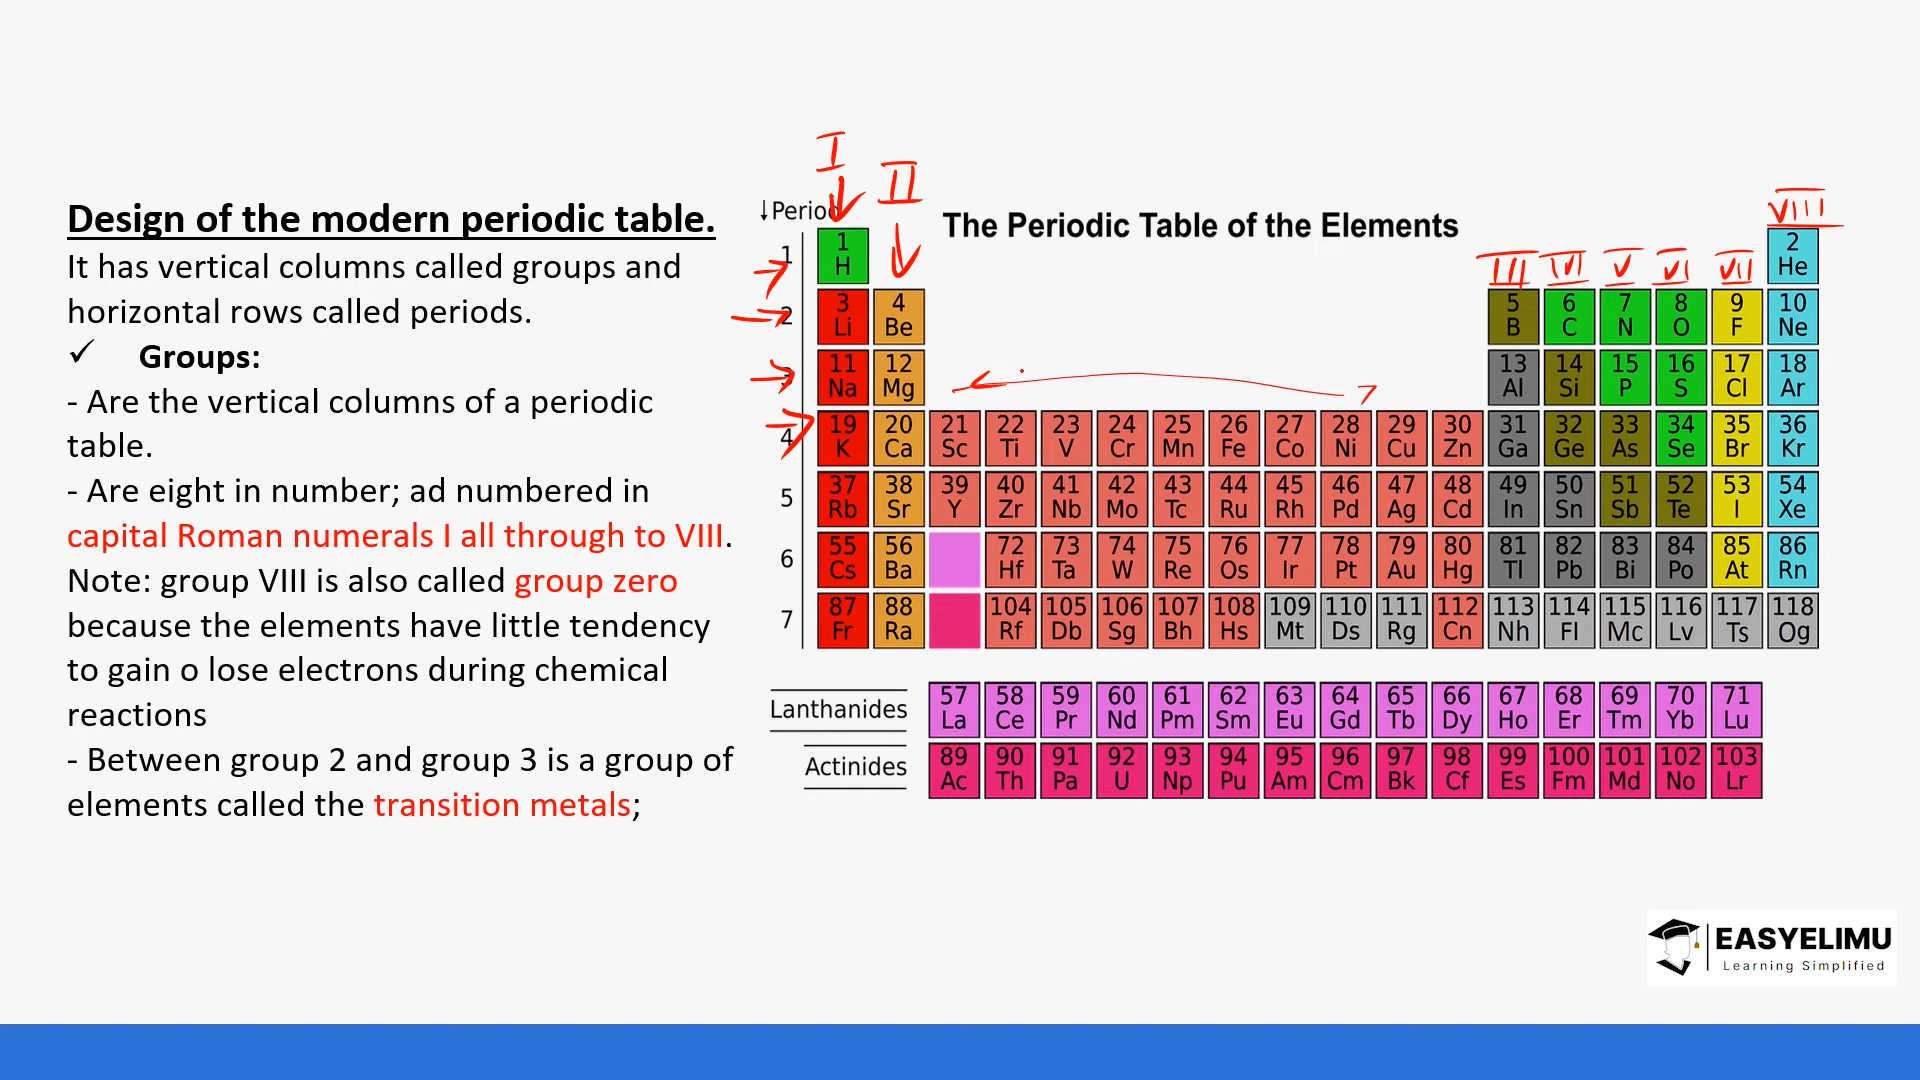 Design of the modern periodic table.
It has vertical columns called groups and
horizontal rows called periods.
✓ Groups:
- Are the vertical columns of a periodic
table.
- Are eight in number; ad numbered in
capital Roman numerals I all through to VIII.
Note: group VIII is also called group zero
because the elements have little tendency
to gain o lose electrons during chemical
reactions
- Between group 2 and group 3 is a group of
elements called the transition metals;
I
II
VIII
↓Period
The Periodic Table of the Elements
III IV V VI VII
1 1 2
H He
2 3 4 5 6 7 8 9 10
Li Be B C N O F Ne
3 11 12 13 14 15 16 17 18
Na Mg Al Si P S Cl Ar
4 19 20 21 22 23 24 25 26 27 28 29 30 31 32 33 34 35 36
K Ca Sc Ti V Cr Mn Fe Co Ni Cu Zn Ga Ge As Se Br Kr
5 37 38 39 40 41 42 43 44 45 46 47 48 49 50 51 52 53 54
Rb Sr Y Zr Nb Mo Tc Ru Rh Pd Ag Cd In Sn Sb Te I Xe
6 55 56 72 73 74 75 76 77 78 79 80 81 82 83 84 85 86
Cs Ba Hf Ta W Re Os Ir Pt Au Hg Tl Pb Bi Po At Rn
7 87 88 104 105 106 107 108 109 110 111 112 113 114 115 116 117 118
Fr Ra Rf Db Sg Bh Hs Mt Ds Rg Cn Nh Fl Mc Lv Ts Og
Lanthanides 57 58 59 60 61 62 63 64 65 66 67 68 69 70 71
La Ce Pr Nd Pm Sm Eu Gd Tb Dy Ho Er Tm Yb Lu
Actinides 89 90 91 92 93 94 95 96 97 98 99 100 101 102 103
Ac Th Pa U Np Pu Am Cm Bk Cf Es Fm Md No Lr
EASYELIMU
Learning Simplified